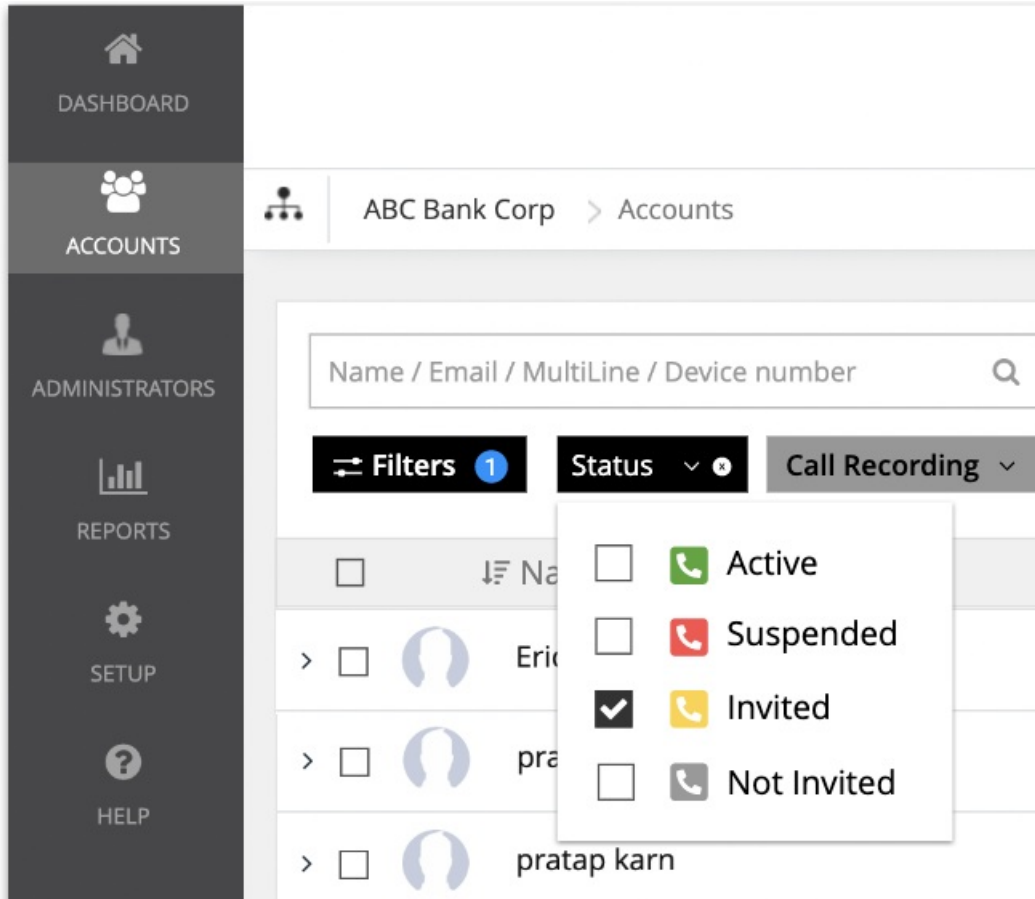 DASHBOARD
ACCOUNTS
ADMINISTRATORS
REPORTS
SETUP
HELP
ABC Bank Corp > Accounts
Name / Email / MultiLine / Device number
Filters 1 Status Call Recording
Active
Suspended
Invited
Not Invited
pratap karn